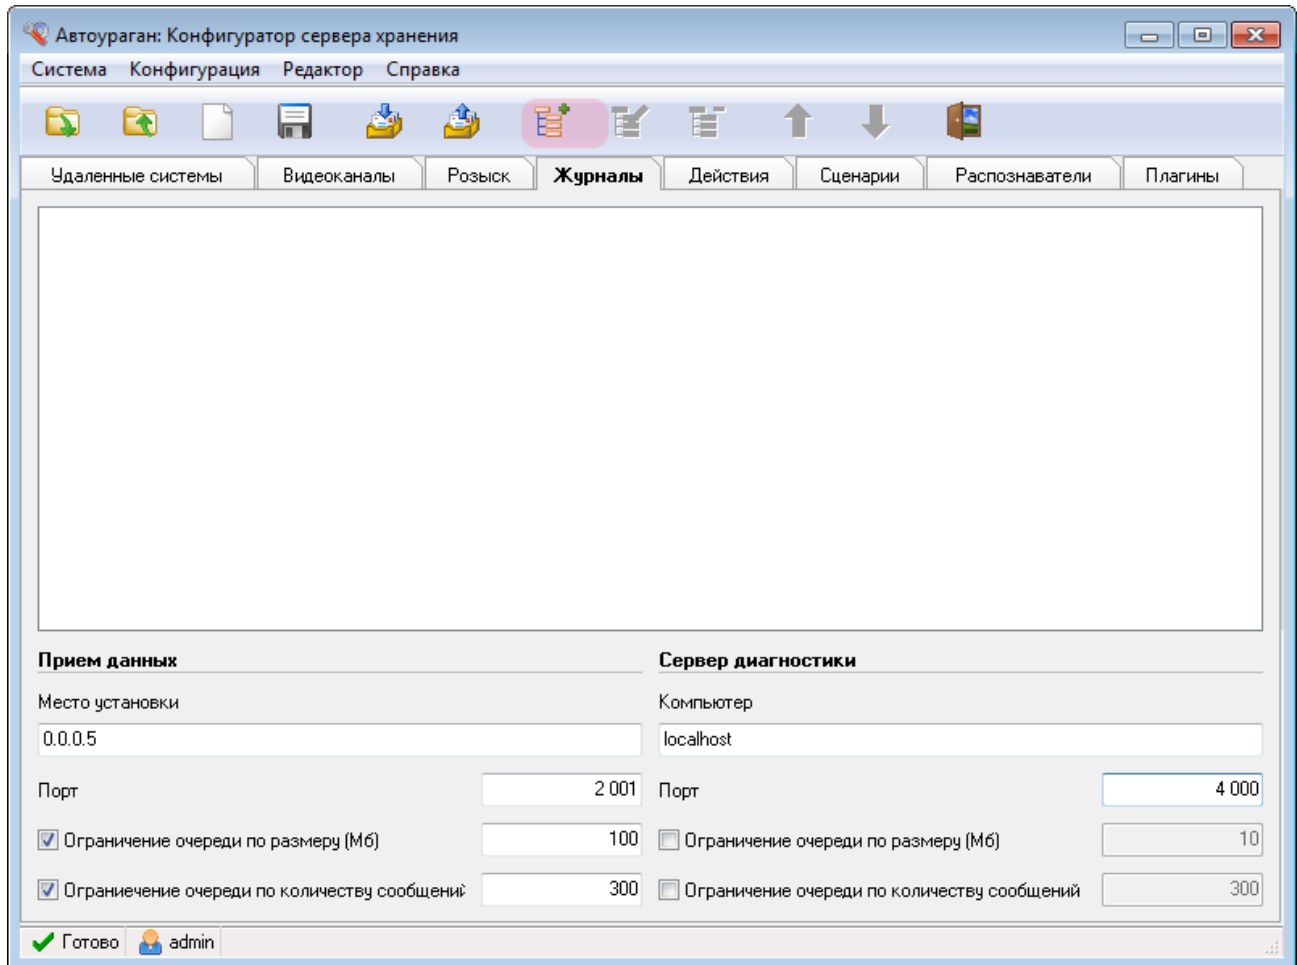 Автоураган: Конфигуратор сервера хранения
Система Конфигурация Редактор Справка
Удаленные системы Видеоканалы Розыск Журналы Действия Сценарии Распознаватели Плагины
Прием данных Сервер диагностики
Место установки Компьютер
0.0.0.5 localhost
Порт 2 001 Порт 4 000
Ограничение очереди по размеру (Мб) 100 Ограничение очереди по размеру (Мб) 10
Ограниечение очереди по количеству сообщений 300 Ограничение очереди по количеству сообщений 300
Готово admin